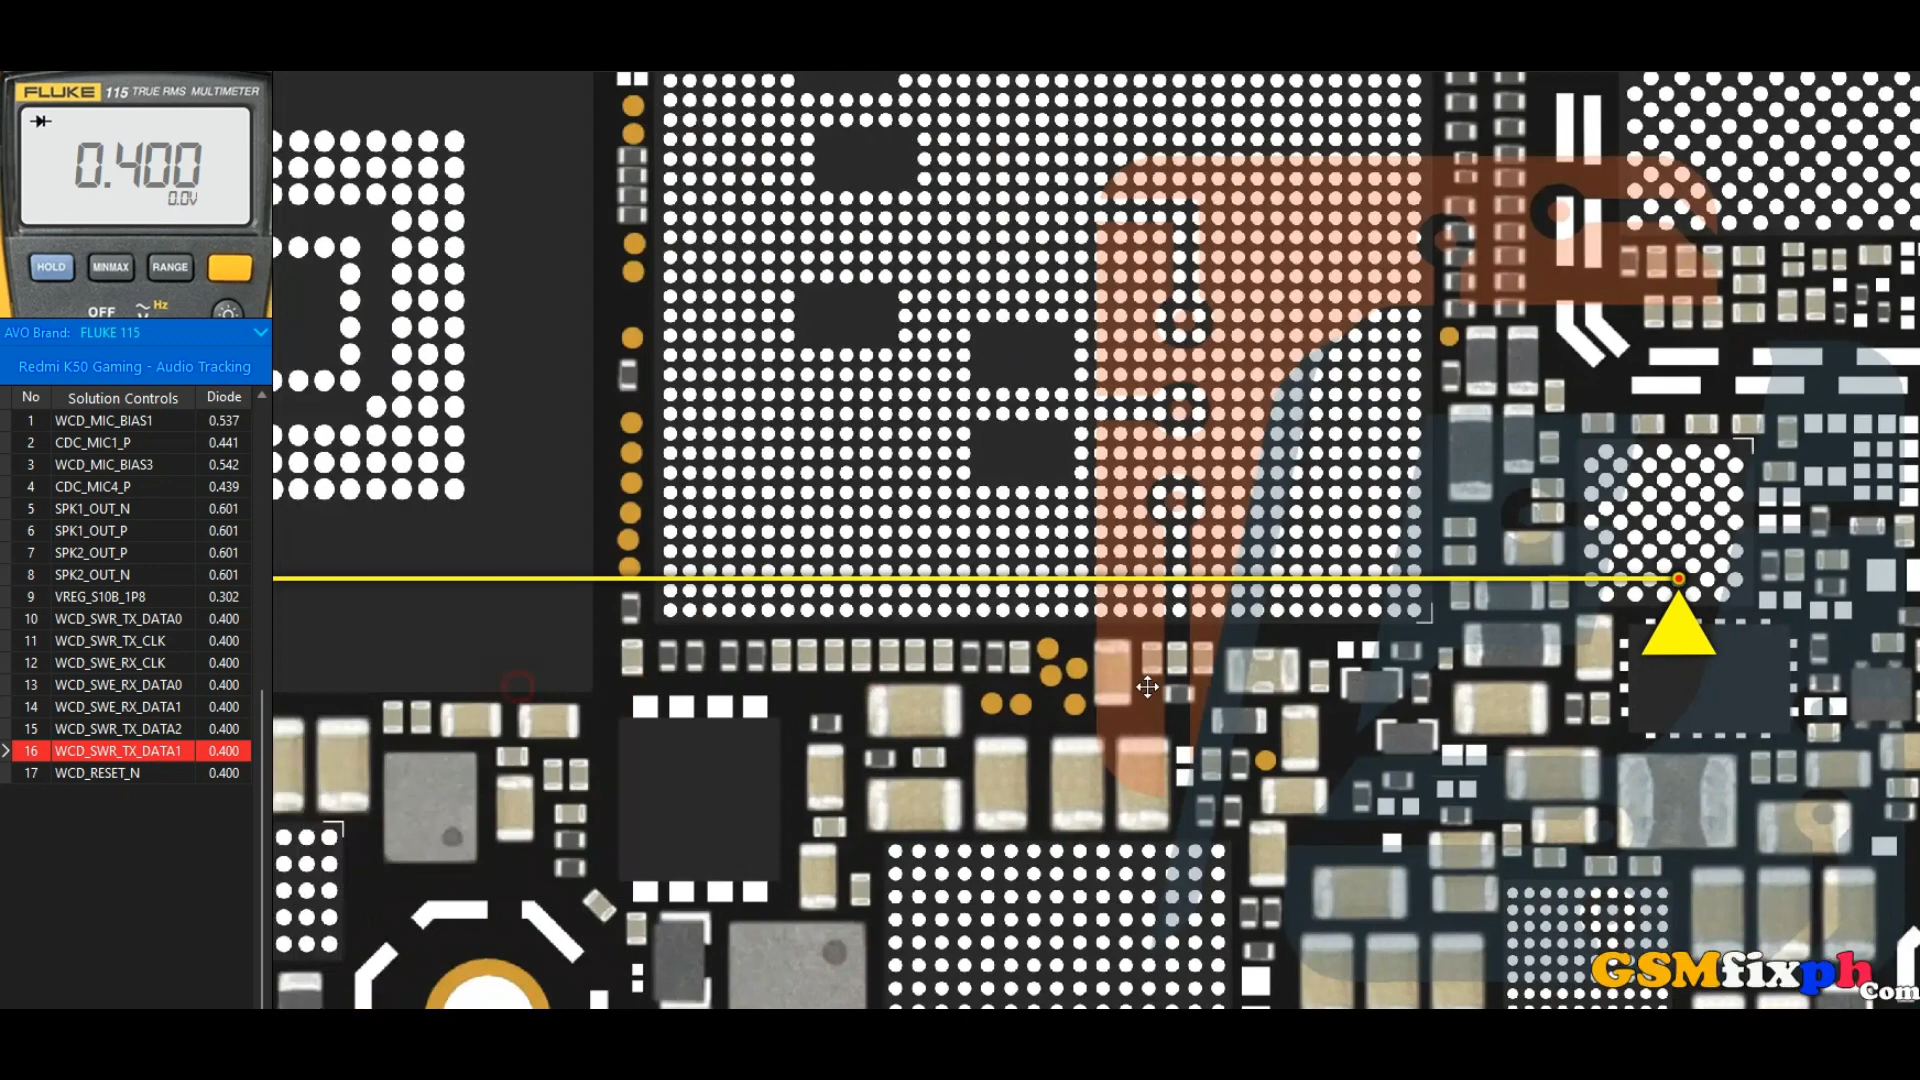 FLUKE 115 TRUE RMS MULTIMETER
0.400
0.0V
HOLD MINMAX RANGE
OFF Hz
AVO Brand: FLUKE 115
Redmi K50 Gaming - Audio Tracking
No Solution Controls Diode
1 WCD_MIC_BIAS1 0.537
2 CDC_MIC1_P 0.441
3 WCD_MIC_BIAS3 0.542
4 CDC_MIC4_P 0.439
5 SPK1_OUT_N 0.601
6 SPK1_OUT_P 0.601
7 SPK2_OUT_P 0.601
8 SPK2_OUT_N 0.601
9 VREG_S10B_1P8 0.302
10 WCD_SWR_TX_DATA0 0.400
11 WCD_SWR_TX_CLK 0.400
12 WCD_SWE_RX_CLK 0.400
13 WCD_SWE_RX_DATA0 0.400
14 WCD_SWE_RX_DATA1 0.400
15 WCD_SWR_TX_DATA2 0.400
16 WCD_SWR_TX_DATA1 0.400
17 WCD_RESET_N 0.400
GSMfixph
Com